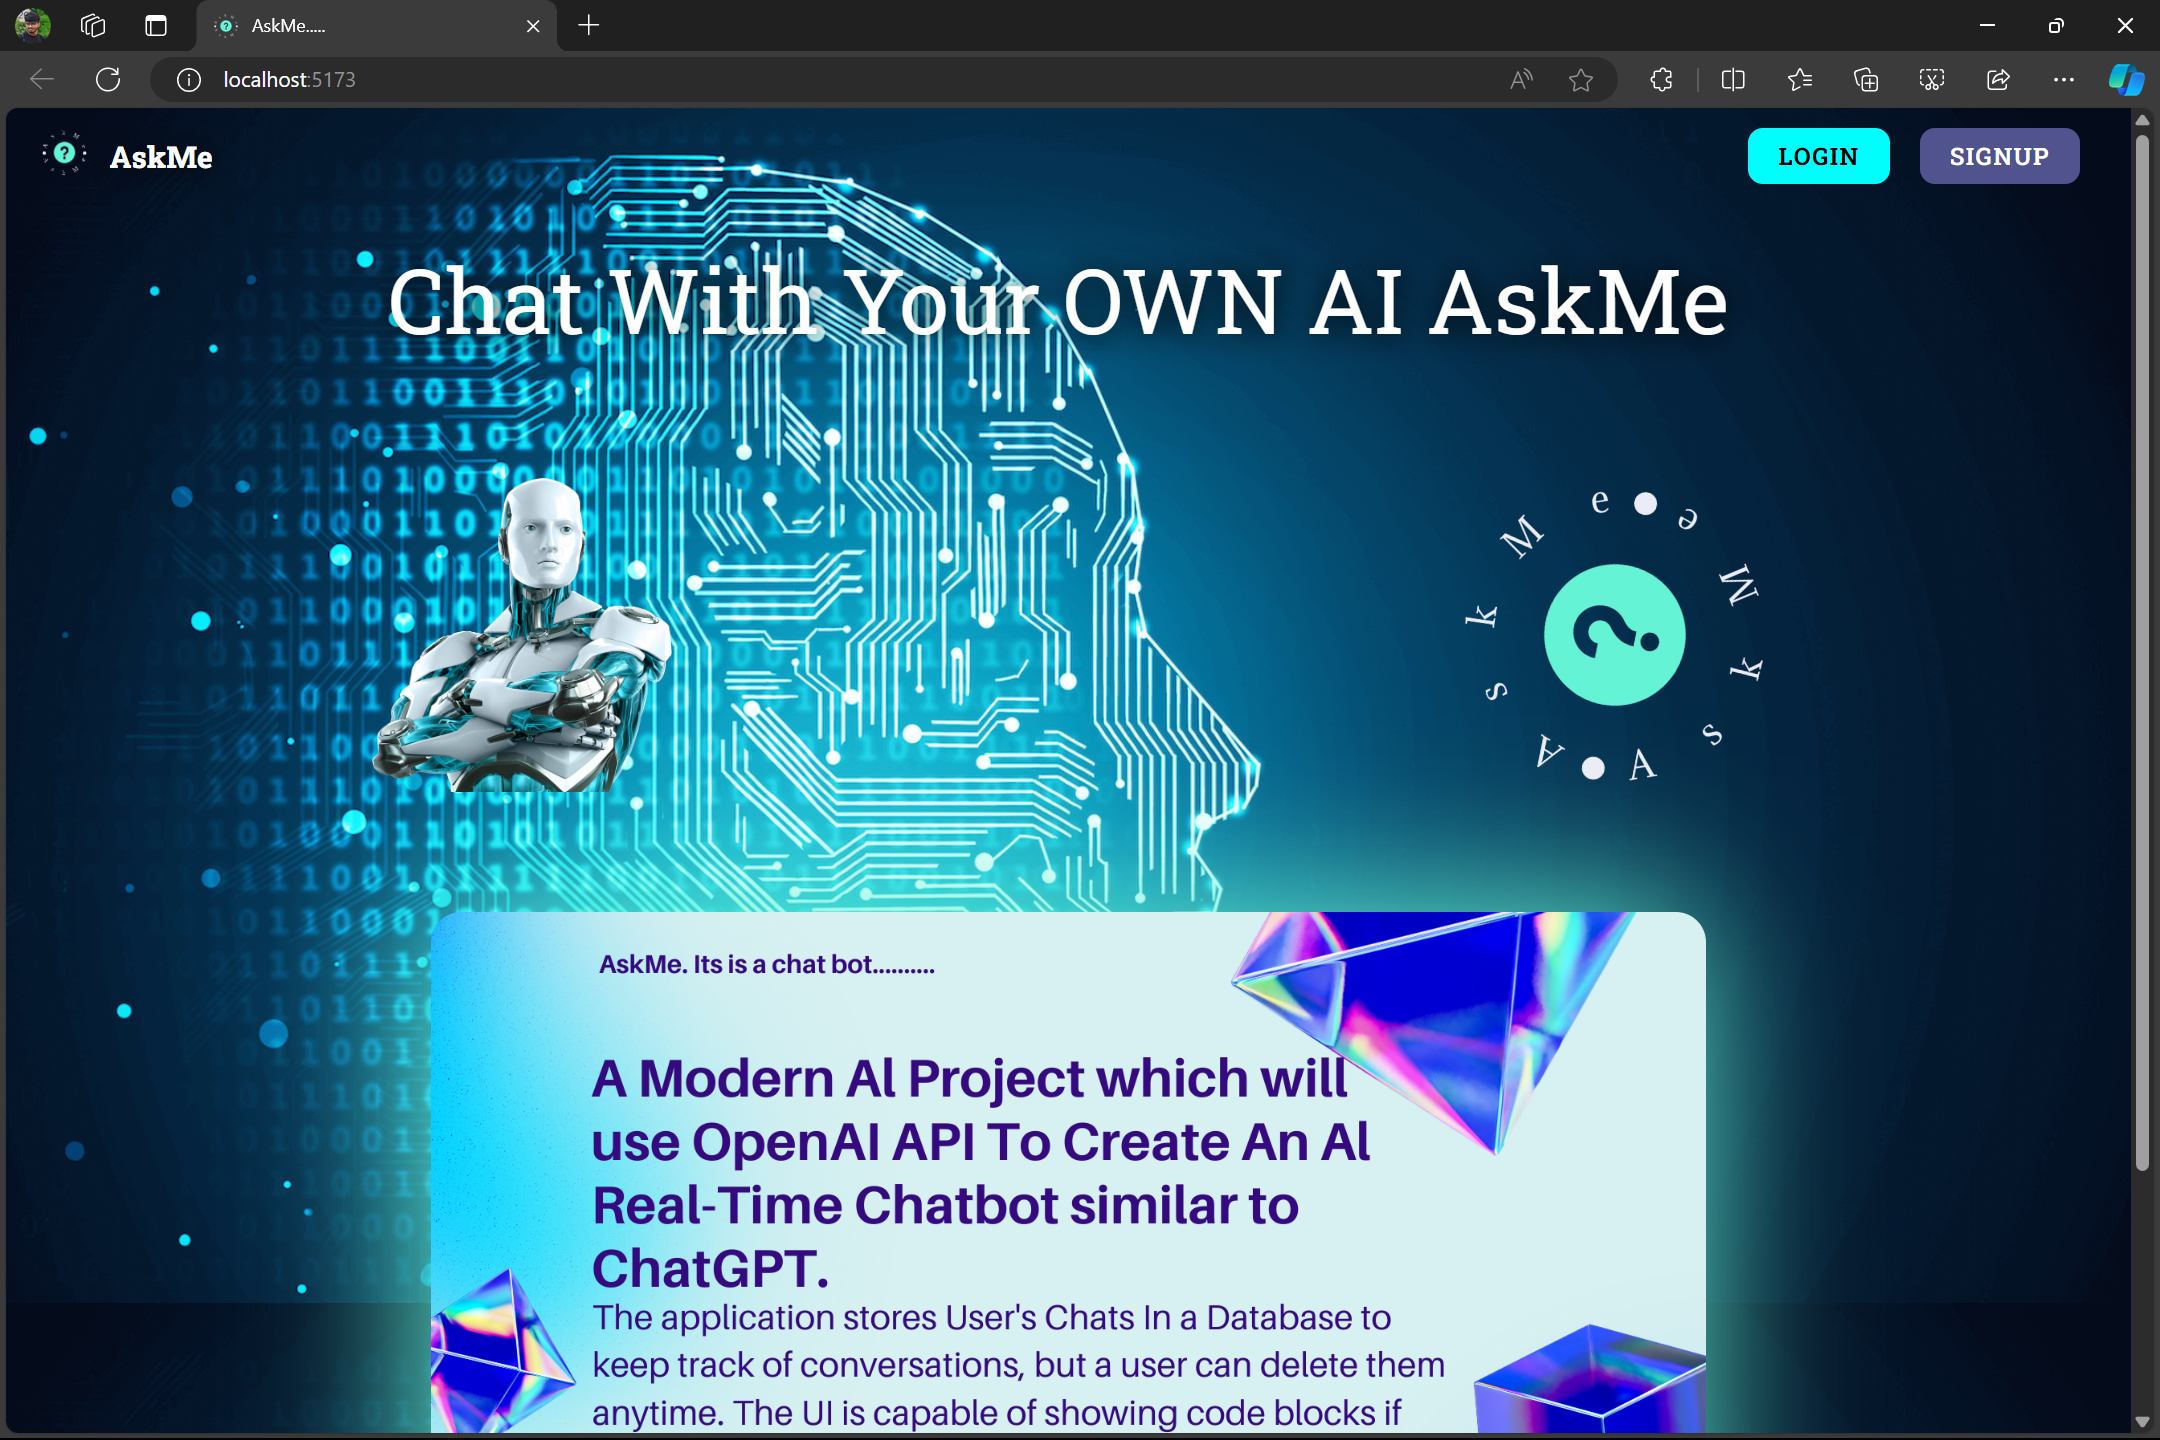 AskMe.....
localhost:5173
AskMe
LOGIN
SIGNUP
Chat With Your OWN AI AskMe
AskMe
AskMe
?
AskMe. Its is a chat bot..........
A Modern AI Project which will
use OpenAI API To Create An AI
Real-Time Chatbot similar to
ChatGPT.
The application stores User's Chats In a Database to
keep track of conversations, but a user can delete them
anytime. The UI is capable of showing code blocks if